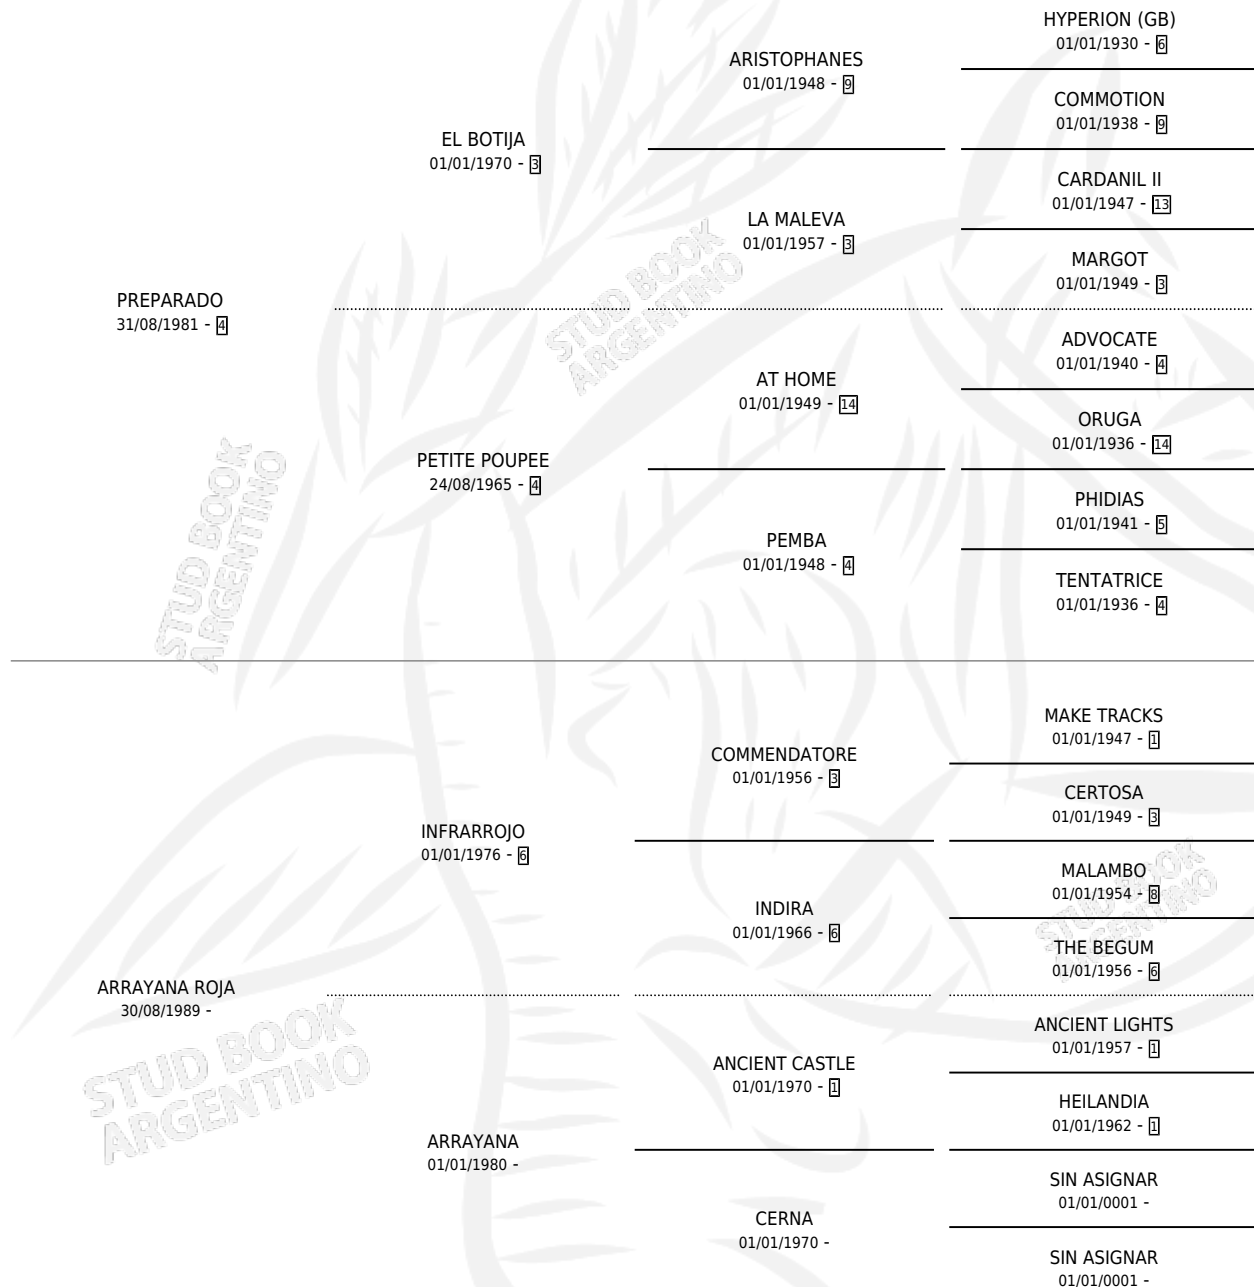 HYPERION (GB)
01/01/1930 - 6
ARISTOPHANES
01/01/1948 - 9
COMMOTION
01/01/1938 - 9
EL BOTIJA
01/01/1970 - 3
CARDANIL II
01/01/1947 - 13
LA MALEVA
01/01/1957 - 3
MARGOT
01/01/1949 - 3
PREPARADO
31/08/1981 - 4
ADVOCATE
01/01/1940 - 4
AT HOME
01/01/1949 - 14
ORUGA
01/01/1936 - 14
PETITE POUPEE
24/08/1965 - 4
PHIDIAS
01/01/1941 - 5
PEMBA
01/01/1948 - 4
TENTATRICE
01/01/1936 - 4
MAKE TRACKS
01/01/1947 - 1
COMMENDATORE
01/01/1956 - 3
CERTOSA
01/01/1949 - 3
INFRARROJO
01/01/1976 - 6
MALAMBO
01/01/1954 - 8
INDIRA
01/01/1966 - 6
THE BEGUM
01/01/1956 - 6
ARRAYANA ROJA
30/08/1989 -
ANCIENT LIGHTS
01/01/1957 - 1
ANCIENT CASTLE
01/01/1970 - 1
HEILANDIA
01/01/1962 - 1
ARRAYANA
01/01/1980 -
SIN ASIGNAR
01/01/0001 -
CERNA
01/01/1970 -
SIN ASIGNAR
01/01/0001 -
STUD BOOK
ARGENTINO
STUD BOOK
ARGENTINO
STUD BOOK
ARGENTINO
STUD BOOK
ARGENTINO